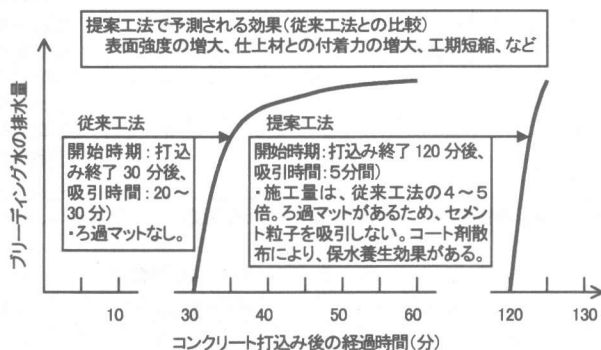 提案工法で予測される効果(従来工法との比較)
表面強度の増大、仕上材との付着力の増大、工期短縮、など
従来工法
開始時期:打込
み終了 30 分後、
吸引時間:20~
30 分)
・ろ過マットなし。
提案工法
開始時期:打込み終了 120 分後、
吸引時間:5分間)
・施工量は、従来工法の4~5
倍。ろ過マットがあるため、セメ
ント粒子を吸引しない。コート剤散
布により、保水養生効果がある。
ブリーディング水の排水量
10 30 40 50 60 120 130
コンクリート打込み後の経過時間(分)